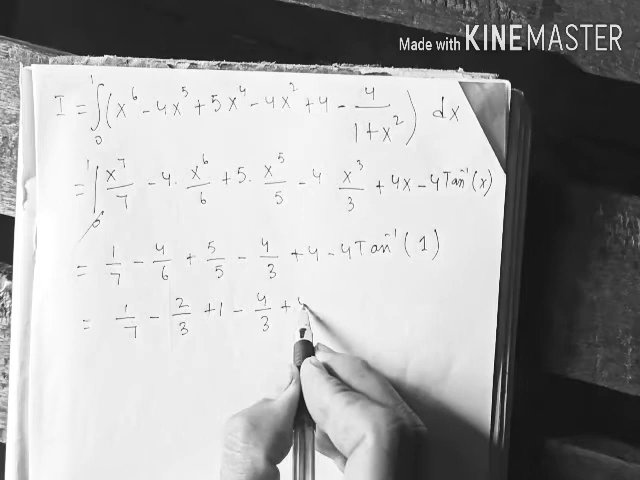 Made with KINEMASTER
I = ∫₀¹ (x⁶ - 4x⁵ + 5x⁴ - 4x² + 4 - 4/(1+x²)) dx
= ∫₀¹ x⁷/7 - 4. x⁶/6 + 5. x⁵/5 - 4 x³/3 + 4x - 4Tan⁻¹(x)
= 1/7 - 4/6 + 5/5 - 4/3 + 4 - 4Tan⁻¹(1)
= 1/7 - 2/3 + 1 - 4/3 +